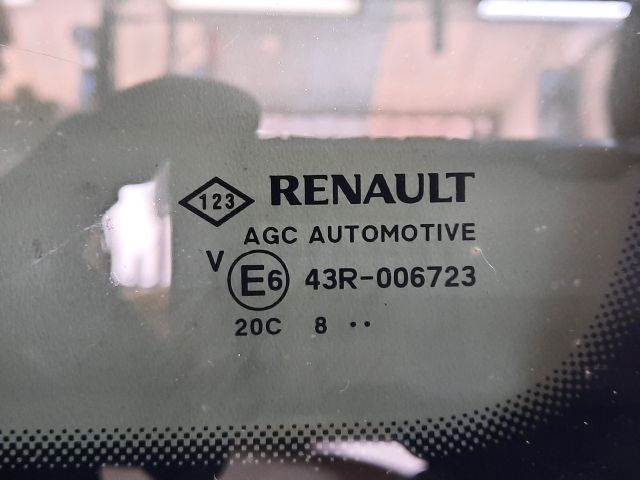 123 RENAULT
AGC AUTOMOTIVE
V E6 43R-006723
20C 8 ..